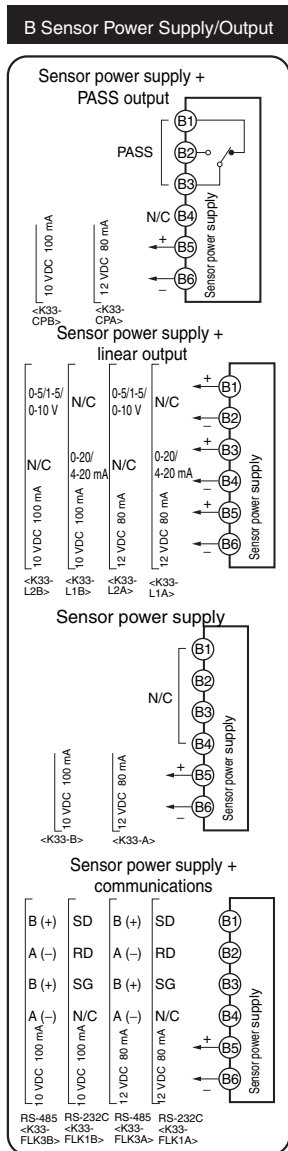 B Sensor Power Supply/Output
Sensor power supply +
PASS output
B1
PASS
B2
B3
N/C
B4
+
B5
–
B6
Sensor power supply
10 VDC 100 mA
12 VDC 80 mA
<K33-
CPB>
<K33-
CPA>
Sensor power supply +
linear output
0-5/1-5/
0-10 V
N/C
0-5/1-5/
0-10 V
N/C
+
B1
–
B2
N/C
0-20/
4-20 mA
N/C
0-20/
4-20 mA
+
B3
–
B4
10 VDC 100 mA
10 VDC 100 mA
12 VDC 80 mA
12 VDC 80 mA
+
B5
–
B6
Sensor power supply
<K33-
L2B>
<K33-
L1B>
<K33-
L2A>
<K33-
L1A>
Sensor power supply
B1
B2
N/C
B3
B4
+
B5
–
B6
Sensor power supply
10 VDC 100 mA
12 VDC 80 mA
<K33-B>
<K33-A>
Sensor power supply +
communications
B (+) SD B (+) SD B1
A (–) RD A (–) RD B2
B (+) SG B (+) SG B3
A (–) N/C A (–) N/C B4
10 VDC 100 mA
10 VDC 100 mA
12 VDC 80 mA
12 VDC 80 mA
+
B5
–
B6
Sensor power supply
RS-485 RS-232C RS-485 RS-232C
<K33- <K33- <K33- <K33-
FLK3B> FLK1B> FLK3A> FLK1A>